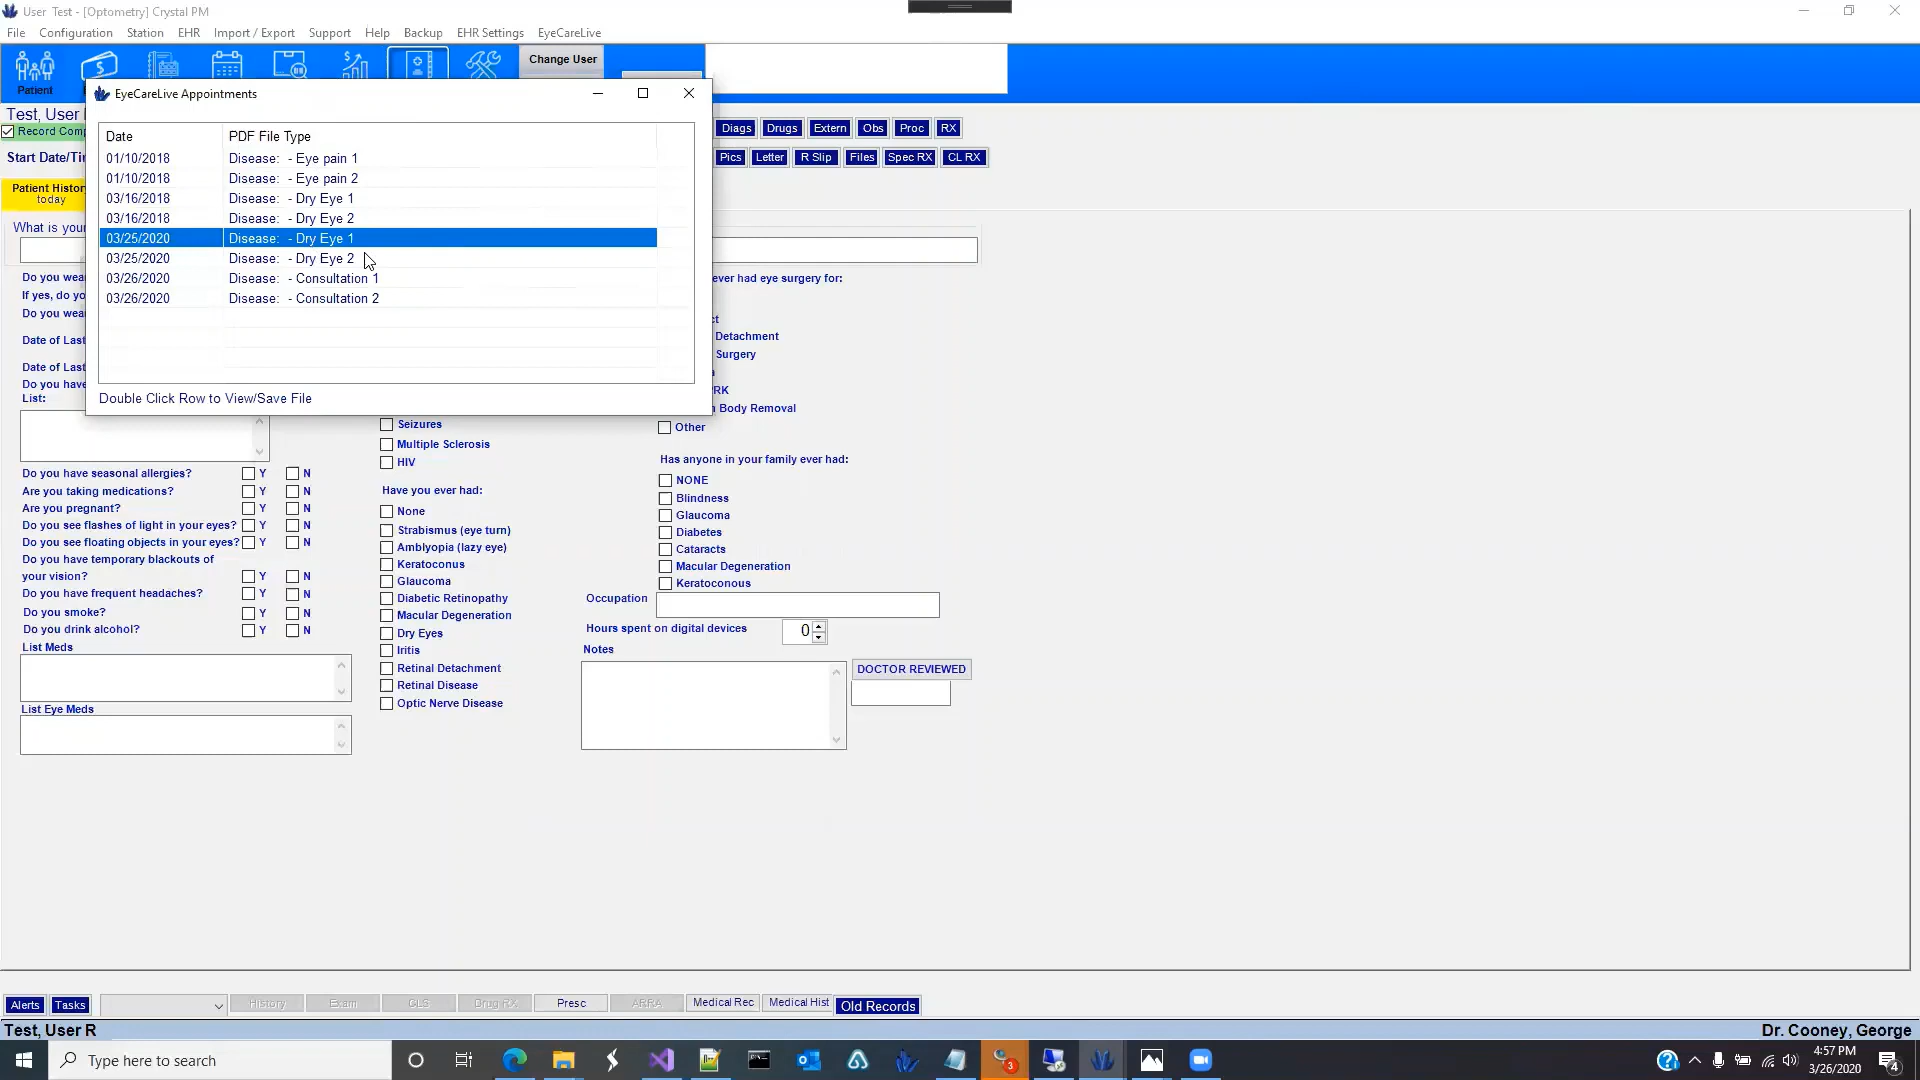 User Test - [Optometry] Crystal PM
File Configuration Station EHR Import / Export Support Help Backup EHR Settings EyeCareLive
Patient
Change User
EyeCareLive Appointments
Test, User
Record Comp
Start Date/Tir
Diags Drugs Extern Obs Proc RX
Pics Letter R Slip Files Spec RX CL RX
Date PDF File Type
01/10/2018 Disease: - Eye pain 1
01/10/2018 Disease: - Eye pain 2
03/16/2018 Disease: - Dry Eye 1
03/16/2018 Disease: - Dry Eye 2
03/25/2020 Disease: - Dry Eye 1
03/25/2020 Disease: - Dry Eye 2
03/26/2020 Disease: - Consultation 1
03/26/2020 Disease: - Consultation 2
Double Click Row to View/Save File
Patient History
today
What is your
Do you wea
If yes, do yo
Do you wea
Date of Last
Date of Last
Do you have
List:
Do you have seasonal allergies? Y N
Are you taking medications? Y N
Are you pregnant? Y N
Do you see flashes of light in your eyes? Y N
Do you see floating objects in your eyes? Y N
Do you have temporary blackouts of
your vision? Y N
Do you have frequent headaches? Y N
Do you smoke? Y N
Do you drink alcohol? Y N
List Meds
List Eye Meds
Seizures
Multiple Sclerosis
HIV
Have you ever had:
None
Strabismus (eye turn)
Amblyopia (lazy eye)
Keratoconus
Glaucoma
Diabetic Retinopathy
Macular Degeneration
Dry Eyes
Iritis
Retinal Detachment
Retinal Disease
Optic Nerve Disease
ever had eye surgery for:
ct
Detachment
Surgery
a
RK
n Body Removal
Other
Has anyone in your family ever had:
NONE
Blindness
Glaucoma
Diabetes
Cataracts
Macular Degeneration
Keratoconous
Occupation
Hours spent on digital devices 0
Notes
DOCTOR REVIEWED
Alerts Tasks History Exam CLS Drug RX Presc ARRA Medical Rec Medical Hist Old Records
Test, User R Dr. Cooney, George
Type here to search
3
4:57 PM
3/26/2020
4